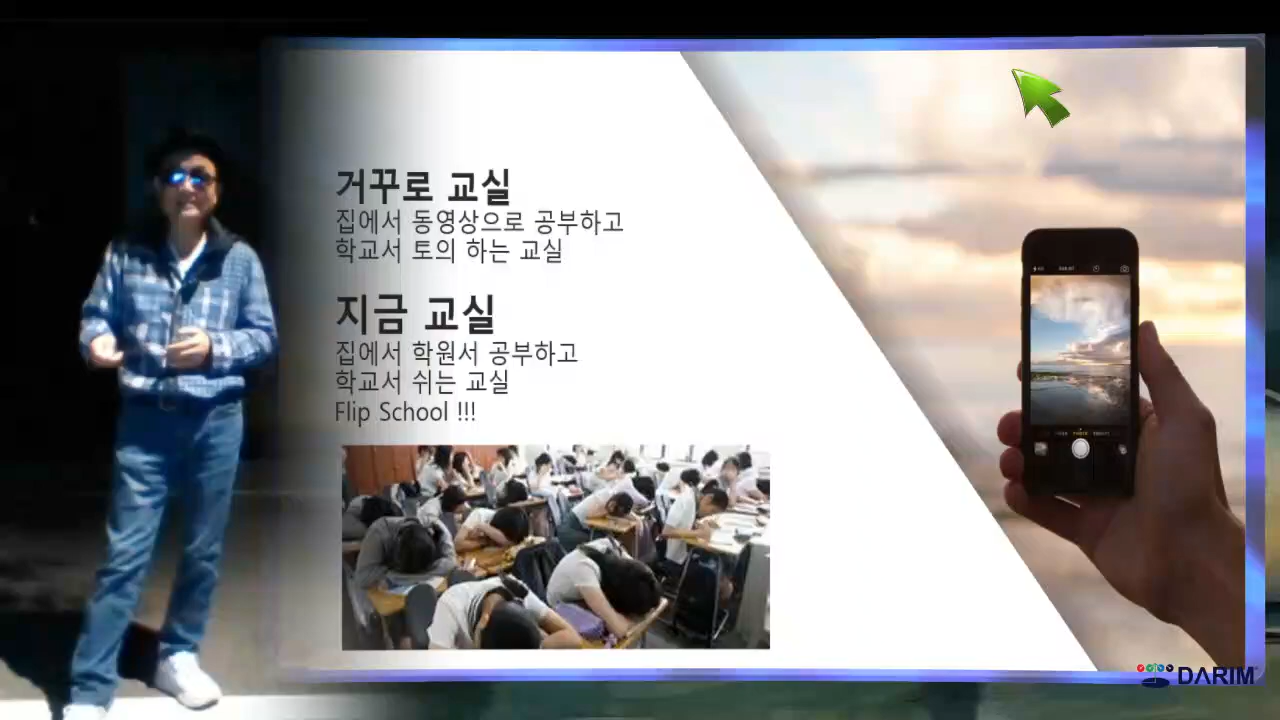 거꾸로 교실
집에서 동영상으로 공부하고
학교서 토의 하는 교실
지금 교실
집에서 학원서 공부하고
학교서 쉬는 교실
Flip School !!!
DARIM